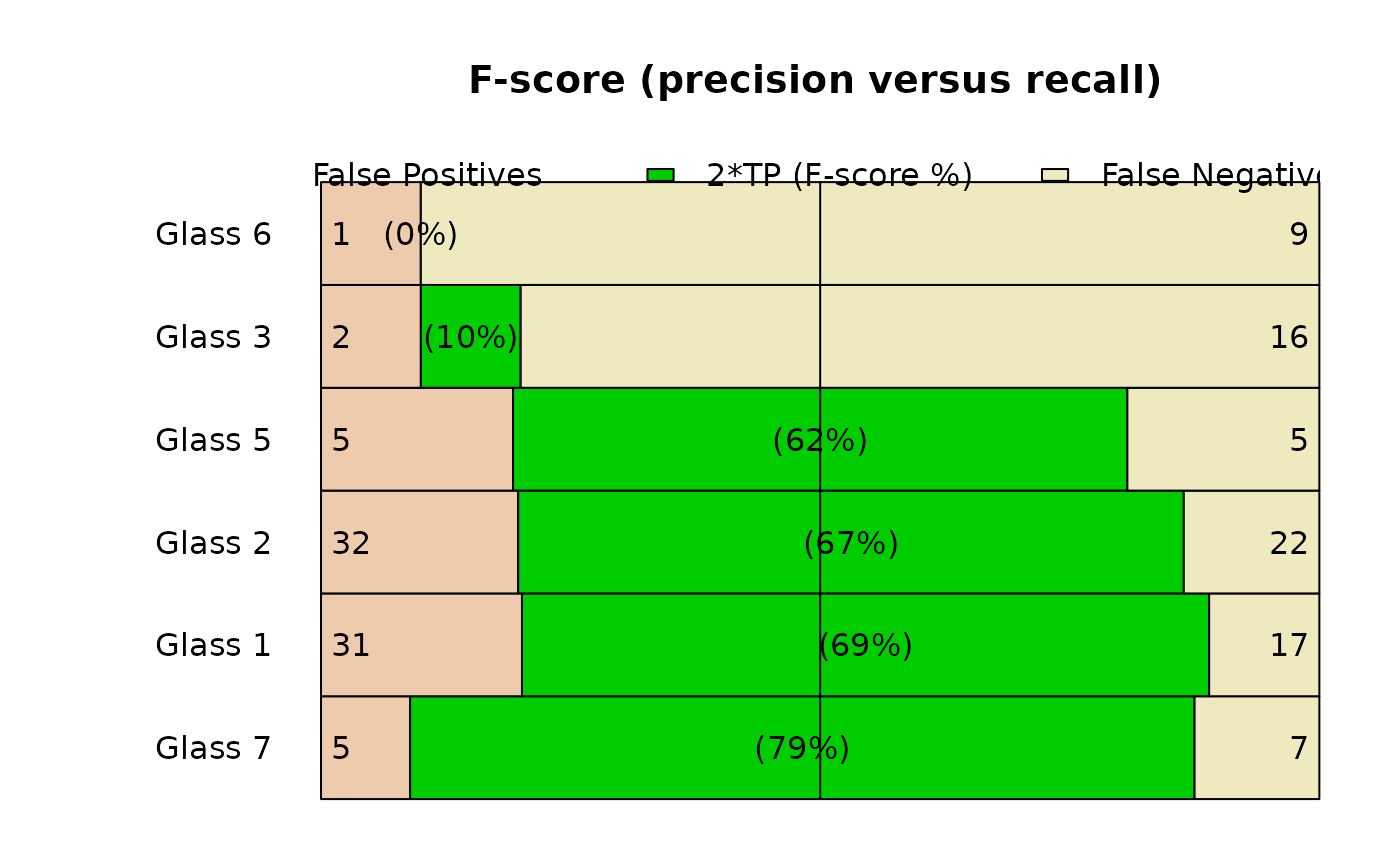 F-score (precision versus recall)
False Positives 2*TP (F-score %) False Negativ
Glass 6 1 (0%) 9
Glass 3 2 (10%) 16
Glass 5 5 (62%) 5
Glass 2 32 (67%) 22
Glass 1 31 (69%) 17
Glass 7 5 (79%) 7